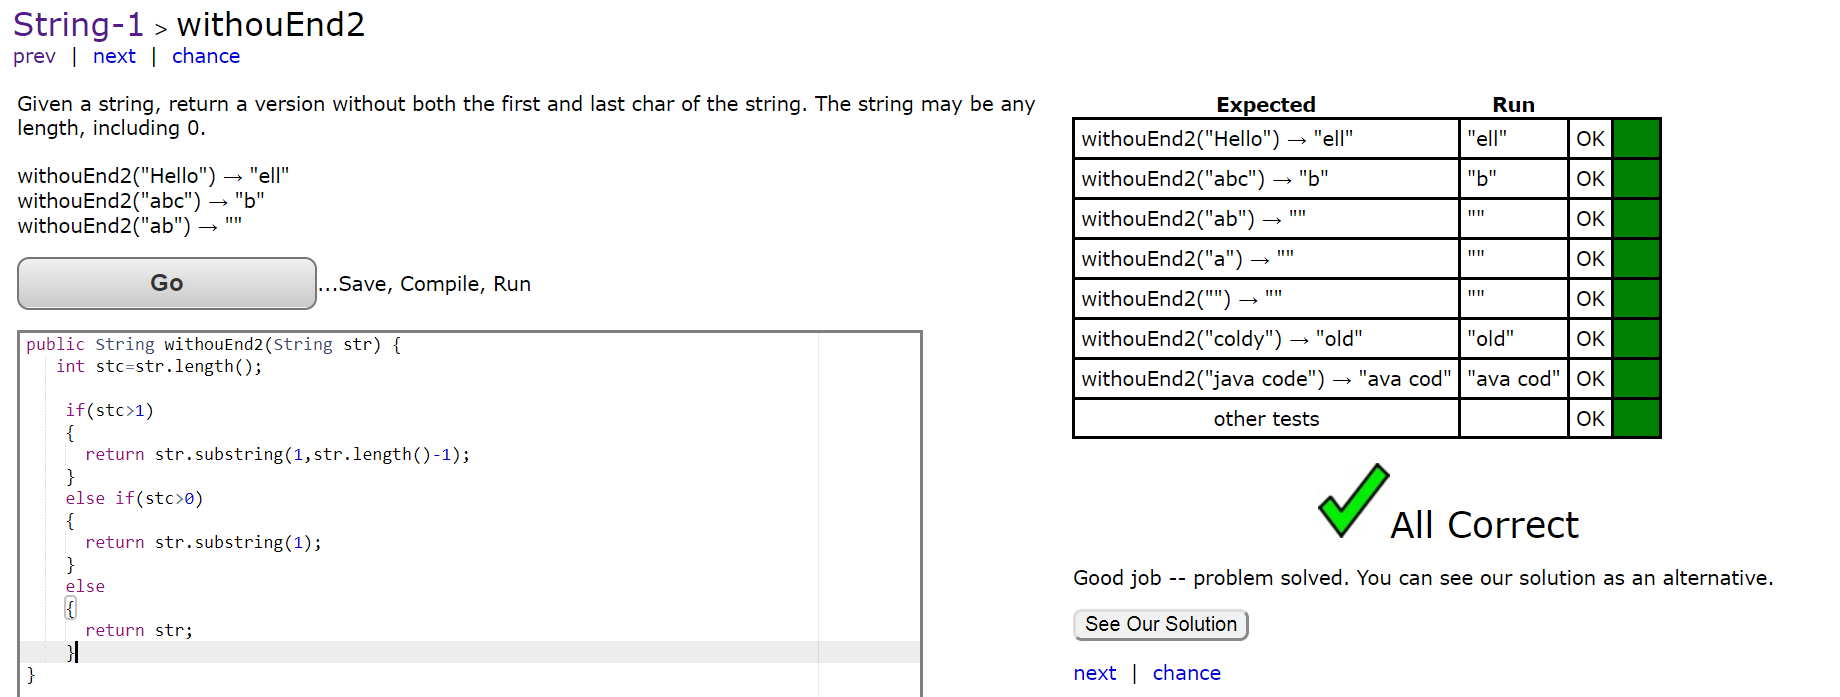 String-1 > withouEnd2
prev | next | chance
Given a string, return a version without both the first and last char of the string. The string may be any
length, including 0.
withouEnd2("Hello") → "ell"
withouEnd2("abc") → "b"
withouEnd2("ab") → ""
Go ...Save, Compile, Run
public String withouEnd2(String str) {
int stc=str.length();
if(stc>1)
{
return str.substring(1,str.length()-1);
}
else if(stc>0)
{
return str.substring(1);
}
else
{
return str;
}
}
Expected Run
withouEnd2("Hello") → "ell" "ell" OK
withouEnd2("abc") → "b" "b" OK
withouEnd2("ab") → "" "" OK
withouEnd2("a") → "" "" OK
withouEnd2("") → "" "" OK
withouEnd2("coldy") → "old" "old" OK
withouEnd2("java code") → "ava cod" "ava cod" OK
other tests OK
All Correct
Good job -- problem solved. You can see our solution as an alternative.
See Our Solution
next | chance